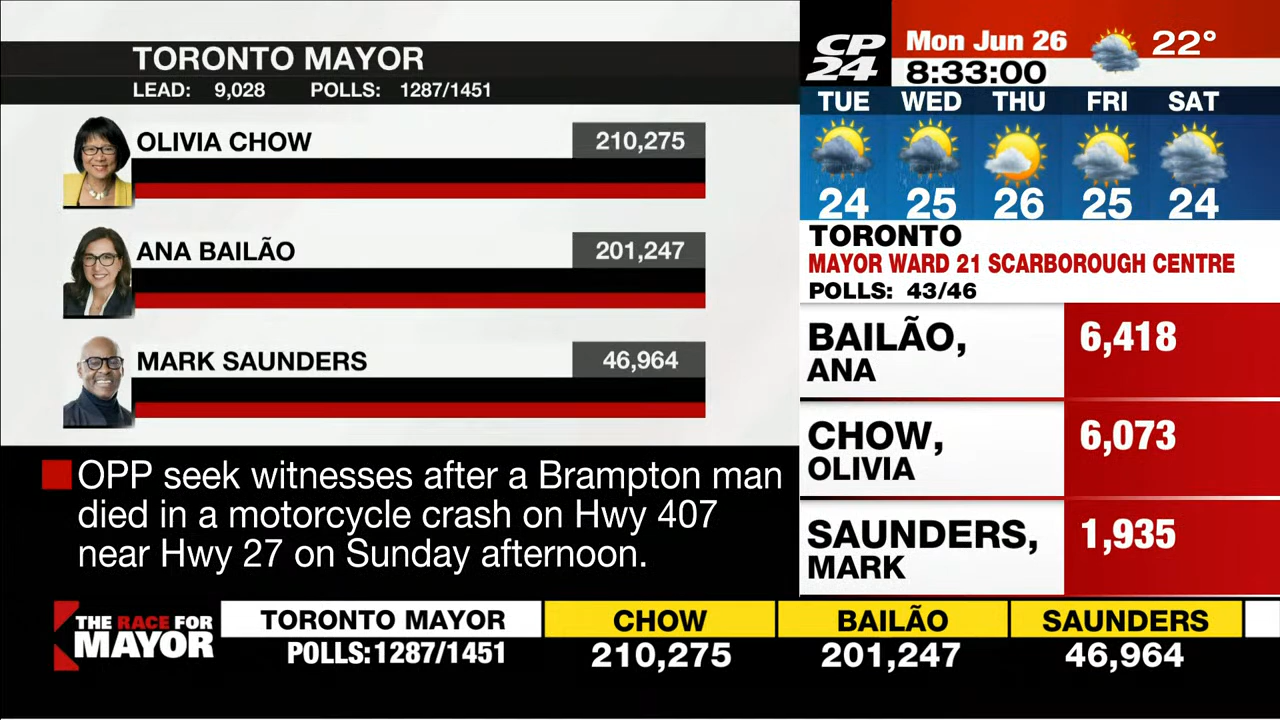 TORONTO MAYOR
LEAD: 9,028 POLLS: 1287/1451
OLIVIA CHOW 210,275
ANA BAILÃO 201,247
MARK SAUNDERS 46,964
OPP seek witnesses after a Brampton man
died in a motorcycle crash on Hwy 407
near Hwy 27 on Sunday afternoon.
CP
24
Mon Jun 26 22°
8:33:00
TUE WED THU FRI SAT
24 25 26 25 24
TORONTO
MAYOR WARD 21 SCARBOROUGH CENTRE
POLLS: 43/46
BAILÃO,
ANA
6,418
CHOW,
OLIVIA
6,073
SAUNDERS,
MARK
1,935
THE RACE FOR
MAYOR
TORONTO MAYOR CHOW BAILÃO SAUNDERS
POLLS:1287/1451 210,275 201,247 46,964